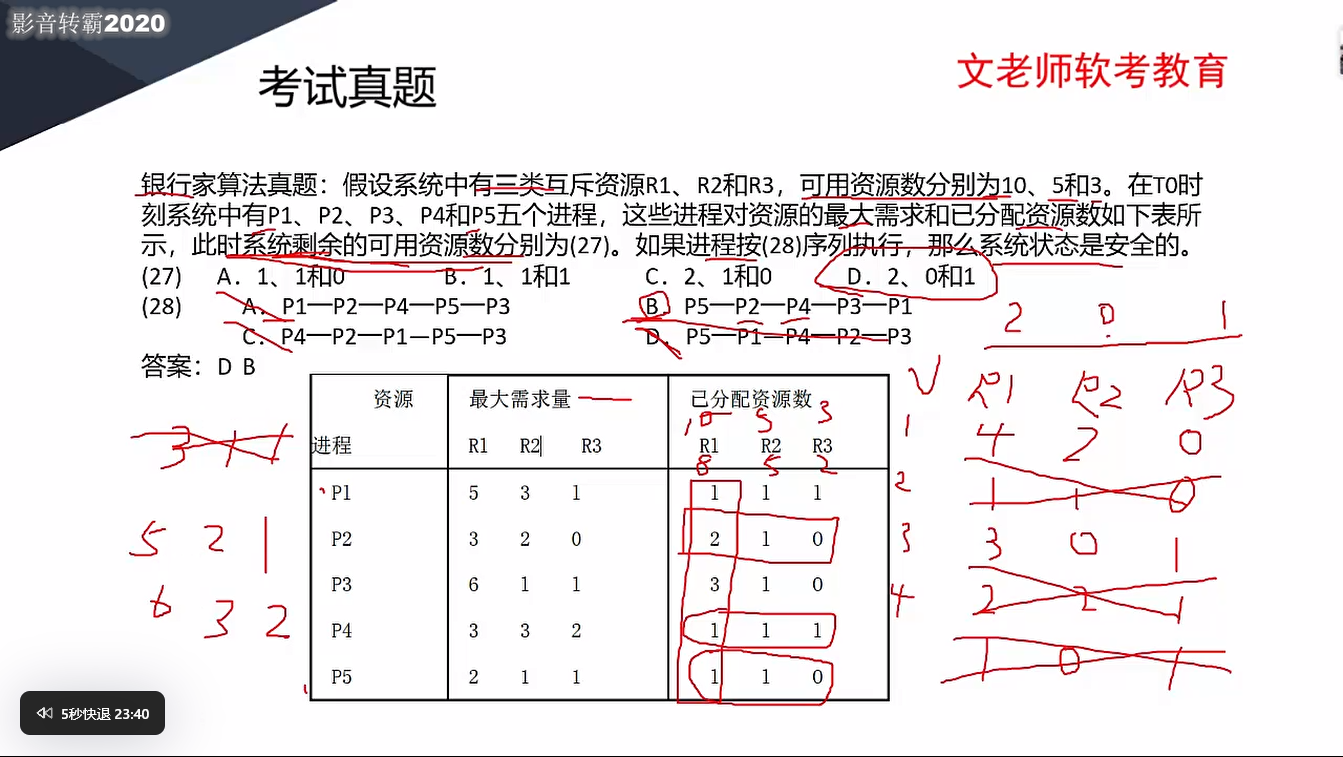 影音转霸2020
考试真题
文老师软考教育
银行家算法真题：假设系统中有三类互斥资源R1、R2和R3，可用资源数分别为10、5和3。在T0时
刻系统中有P1、P2、P3、P4和P5五个进程，这些进程对资源的最大需求和已分配资源数如下表所
示，此时系统剩余的可用资源数分别为(27)。如果进程按(28)序列执行，那么系统状态是安全的。
(27) A. 1、1和0 B. 1、1和1 C. 2、1和0 D. 2、0和1
(28) A. P1—P2—P4—P5—P3 B. P5—P2—P4—P3—P1
C. P4—P2—P1—P5—P3 D. P5—P1—P4—P2—P3
2 0 1
答案：D B
资源 最大需求量 已分配资源数
√ R1 R2 R3
10 5 3
进程 R1 R2 R3 R1 R2 R3
3 1 1
1 4 2 0
8 5 2
P1 5 3 1 1 1 1
2 1 1 0
P2 3 2 0 2 1 0
5 2 1
3 3 0 1
P3 6 1 1 3 1 0
6 3 2
4 2 2 1
P4 3 3 2 1 1 1
P5 2 1 1 1 1 0
1 0 1
5秒快退 23:40